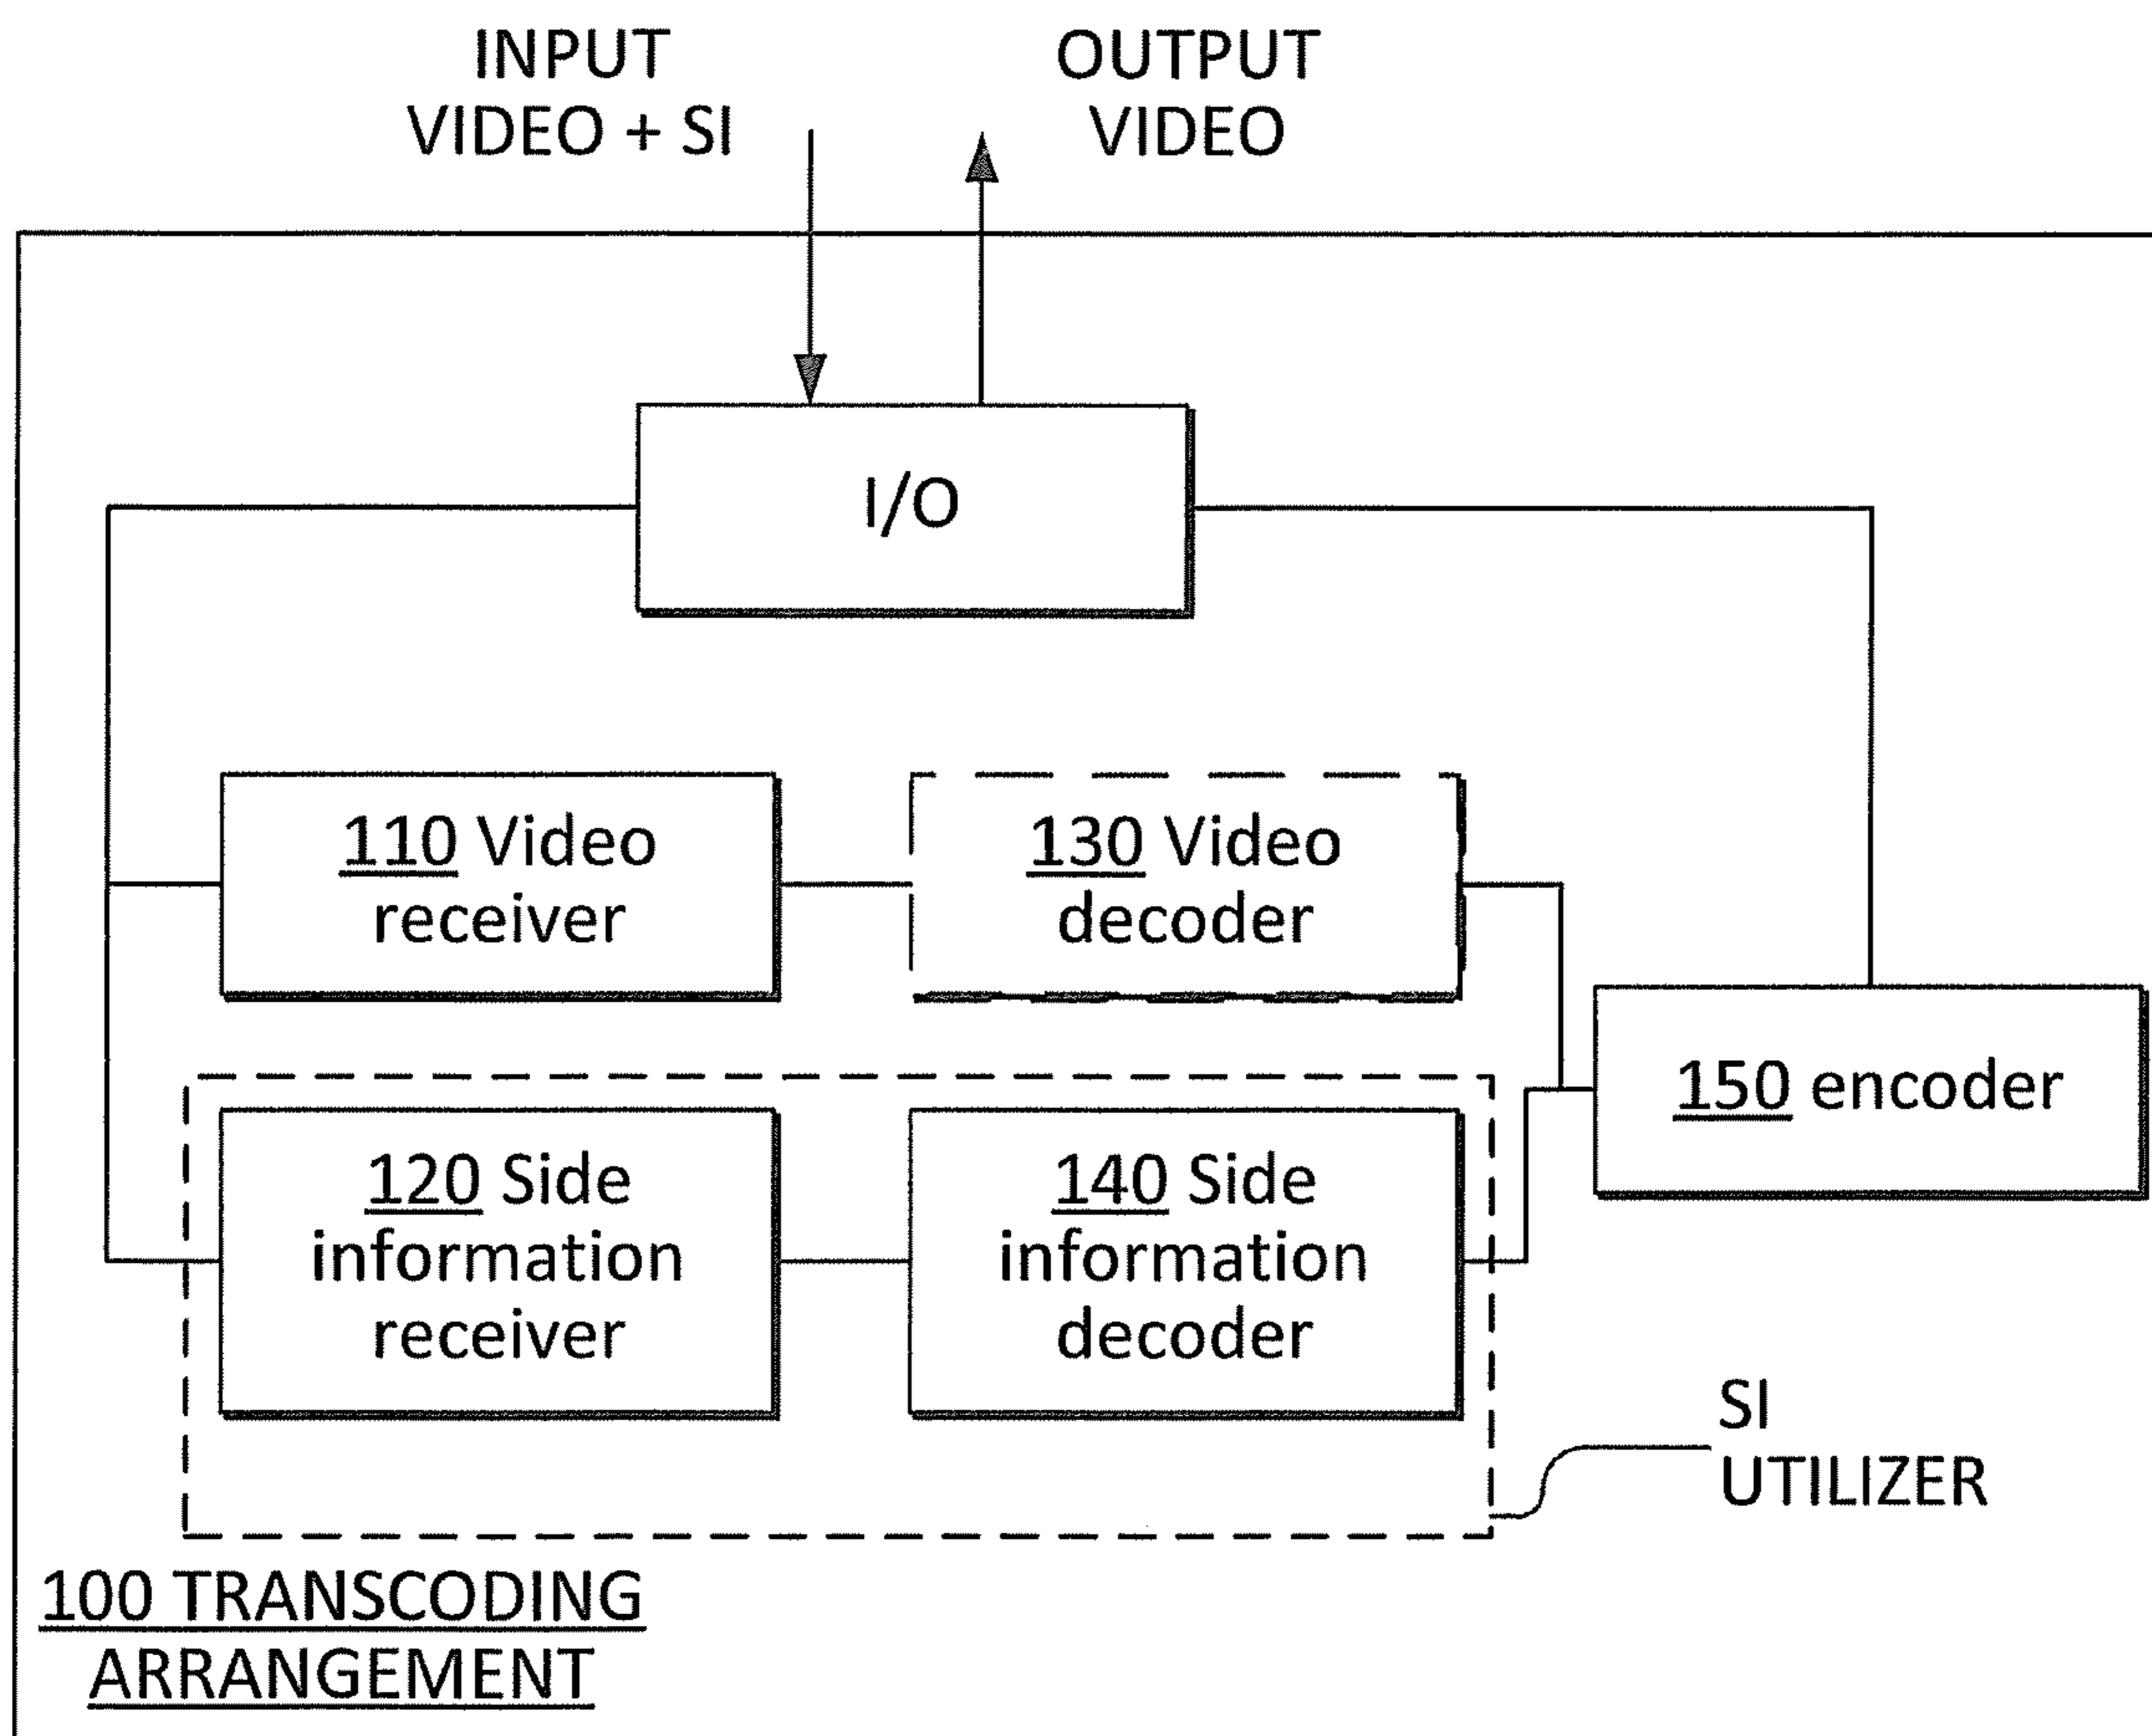 INPUT
VIDEO + SI
OUTPUT
VIDEO
I/O
110 Video
receiver
130 Video
decoder
150 encoder
120 Side
information
receiver
140 Side
information
decoder
SI
UTILIZER
100 TRANSCODING
ARRANGEMENT